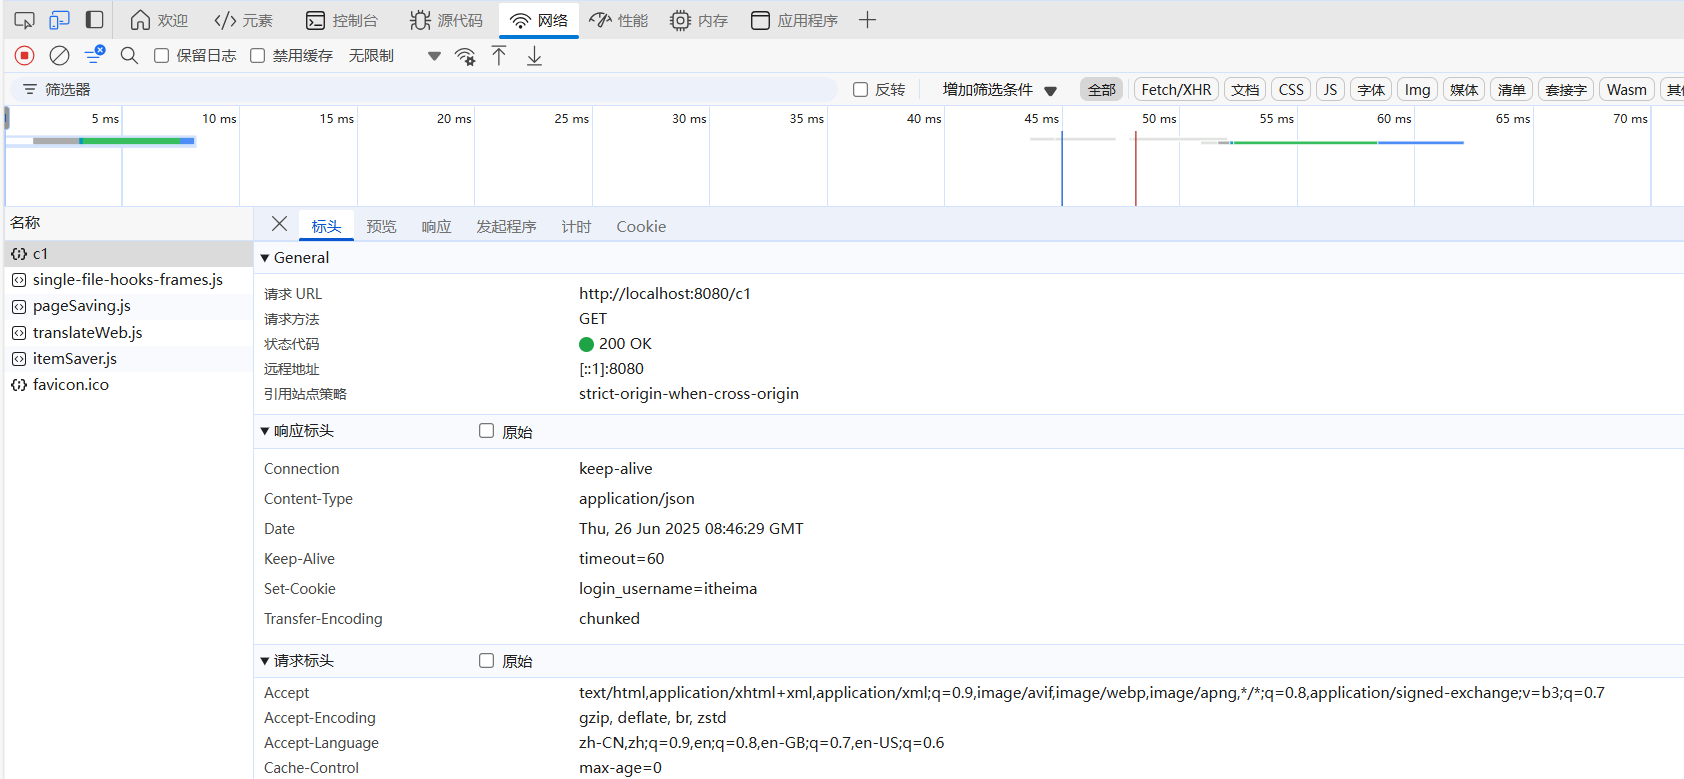 欢迎 元素 控制台 源代码 网络 性能 内存 应用程序
保留日志 禁用缓存 无限制
筛选器 反转 增加筛选条件 全部 Fetch/XHR 文档 CSS JS 字体 Img 媒体 清单 套接字 Wasm
5 ms 10 ms 15 ms 20 ms 25 ms 30 ms 35 ms 40 ms 45 ms 50 ms 55 ms 60 ms 65 ms 70 ms
名称
c1
single-file-hooks-frames.js
pageSaving.js
translateWeb.js
itemSaver.js
favicon.ico
标头 预览 响应 发起程序 计时 Cookie
General
请求 URL http://localhost:8080/c1
请求方法 GET
状态代码 200 OK
远程地址 [::1]:8080
引用站点策略 strict-origin-when-cross-origin
响应标头 原始
Connection keep-alive
Content-Type application/json
Date Thu, 26 Jun 2025 08:46:29 GMT
Keep-Alive timeout=60
Set-Cookie login_username=itheima
Transfer-Encoding chunked
请求标头 原始
Accept text/html,application/xhtml+xml,application/xml;q=0.9,image/avif,image/webp,image/apng,*/*;q=0.8,application/signed-exchange;v=b3;q=0.7
Accept-Encoding gzip, deflate, br, zstd
Accept-Language zh-CN,zh;q=0.9,en;q=0.8,en-GB;q=0.7,en-US;q=0.6
Cache-Control max-age=0